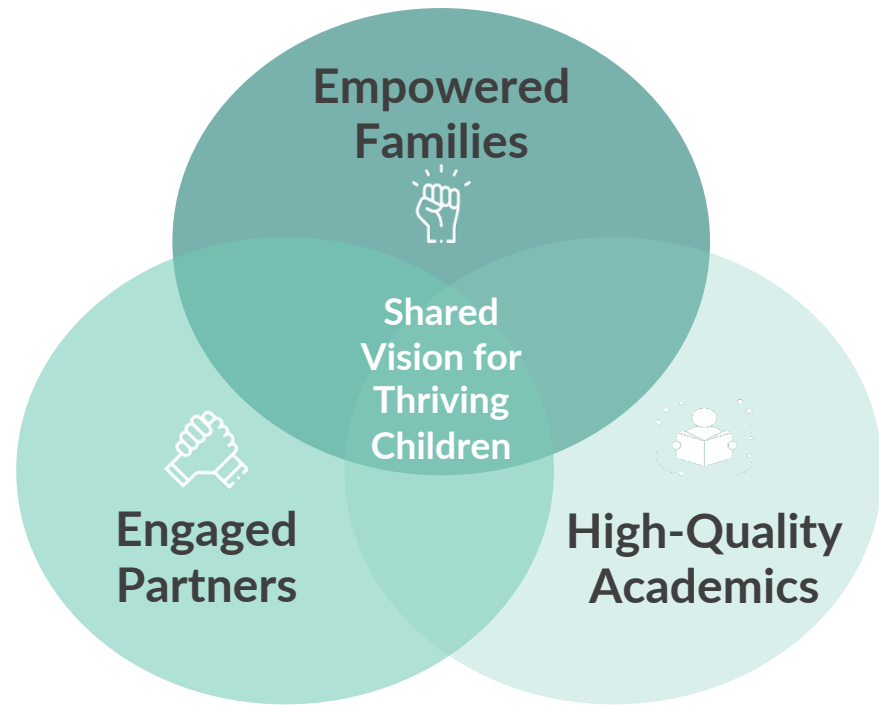 Empowered
Families
Shared
Vision for
Thriving
Children
Engaged
Partners
High-Quality
Academics